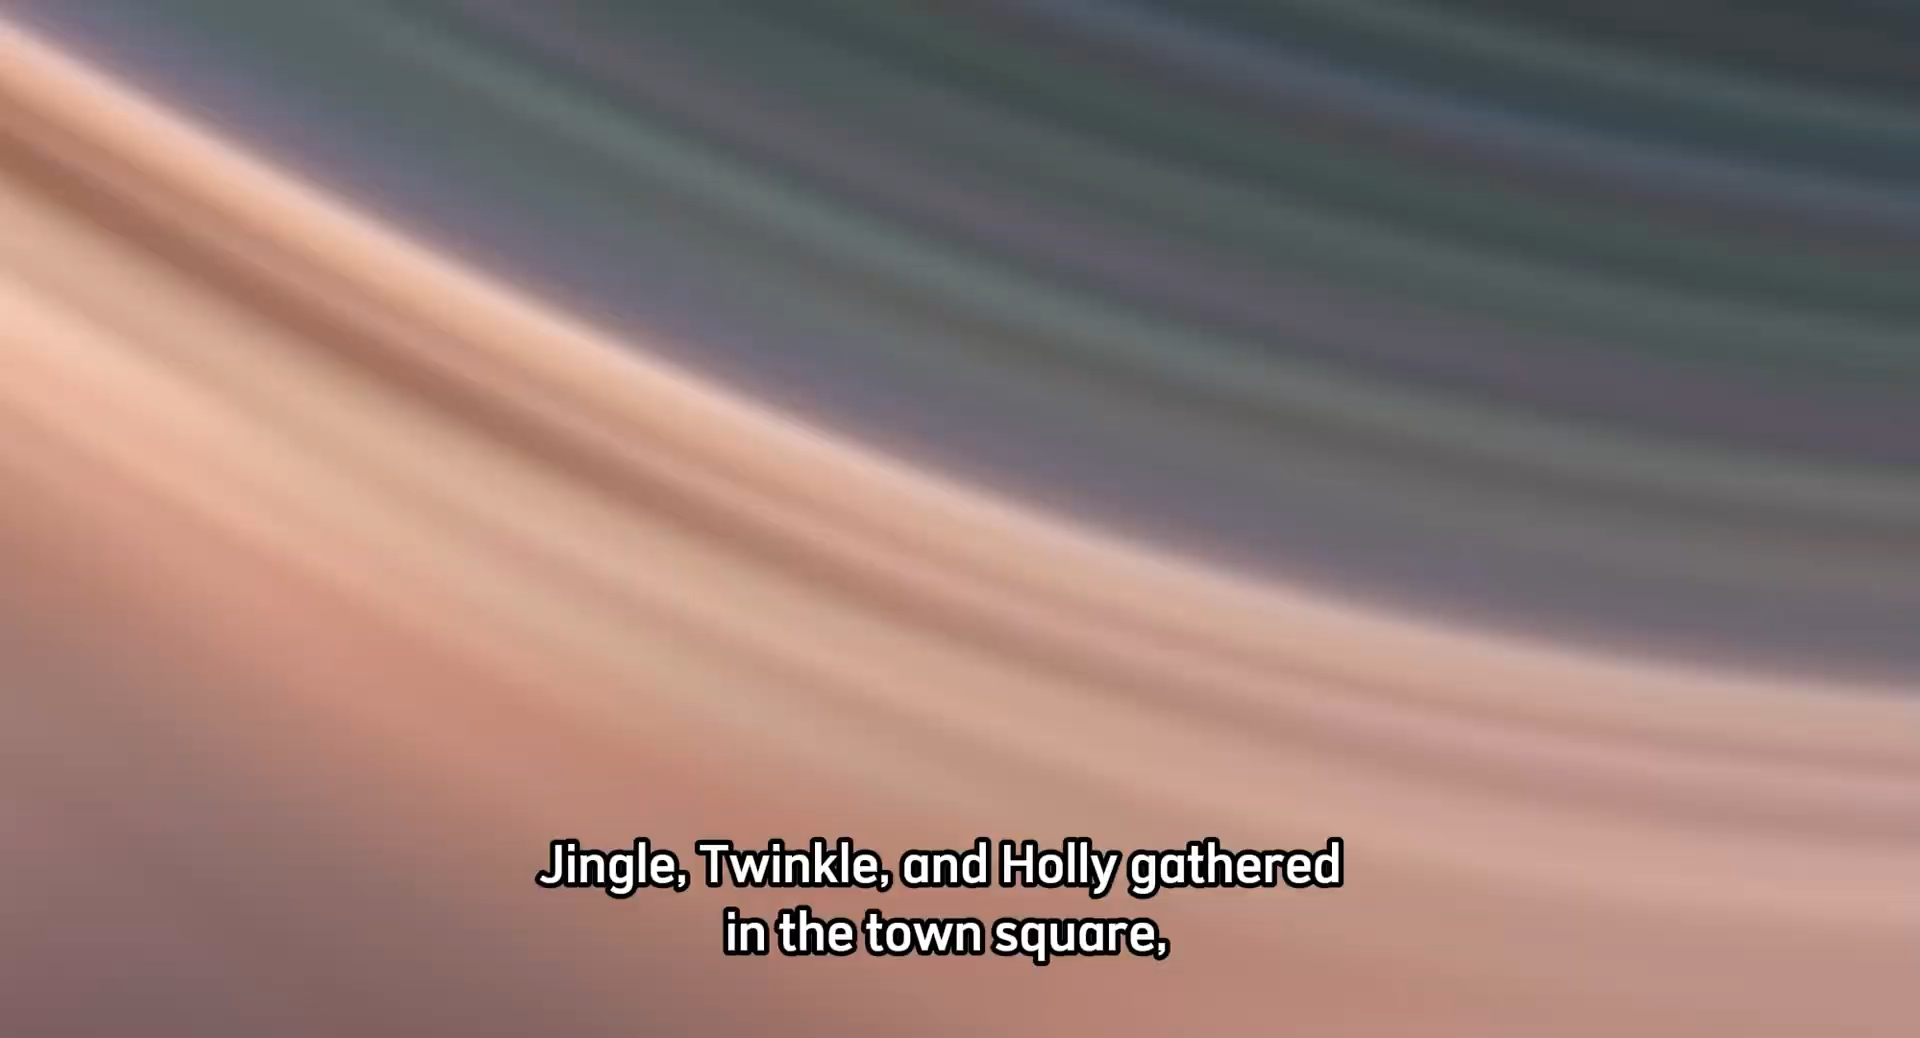 Jingle, Twinkle, and Holly gathered
in the town square,